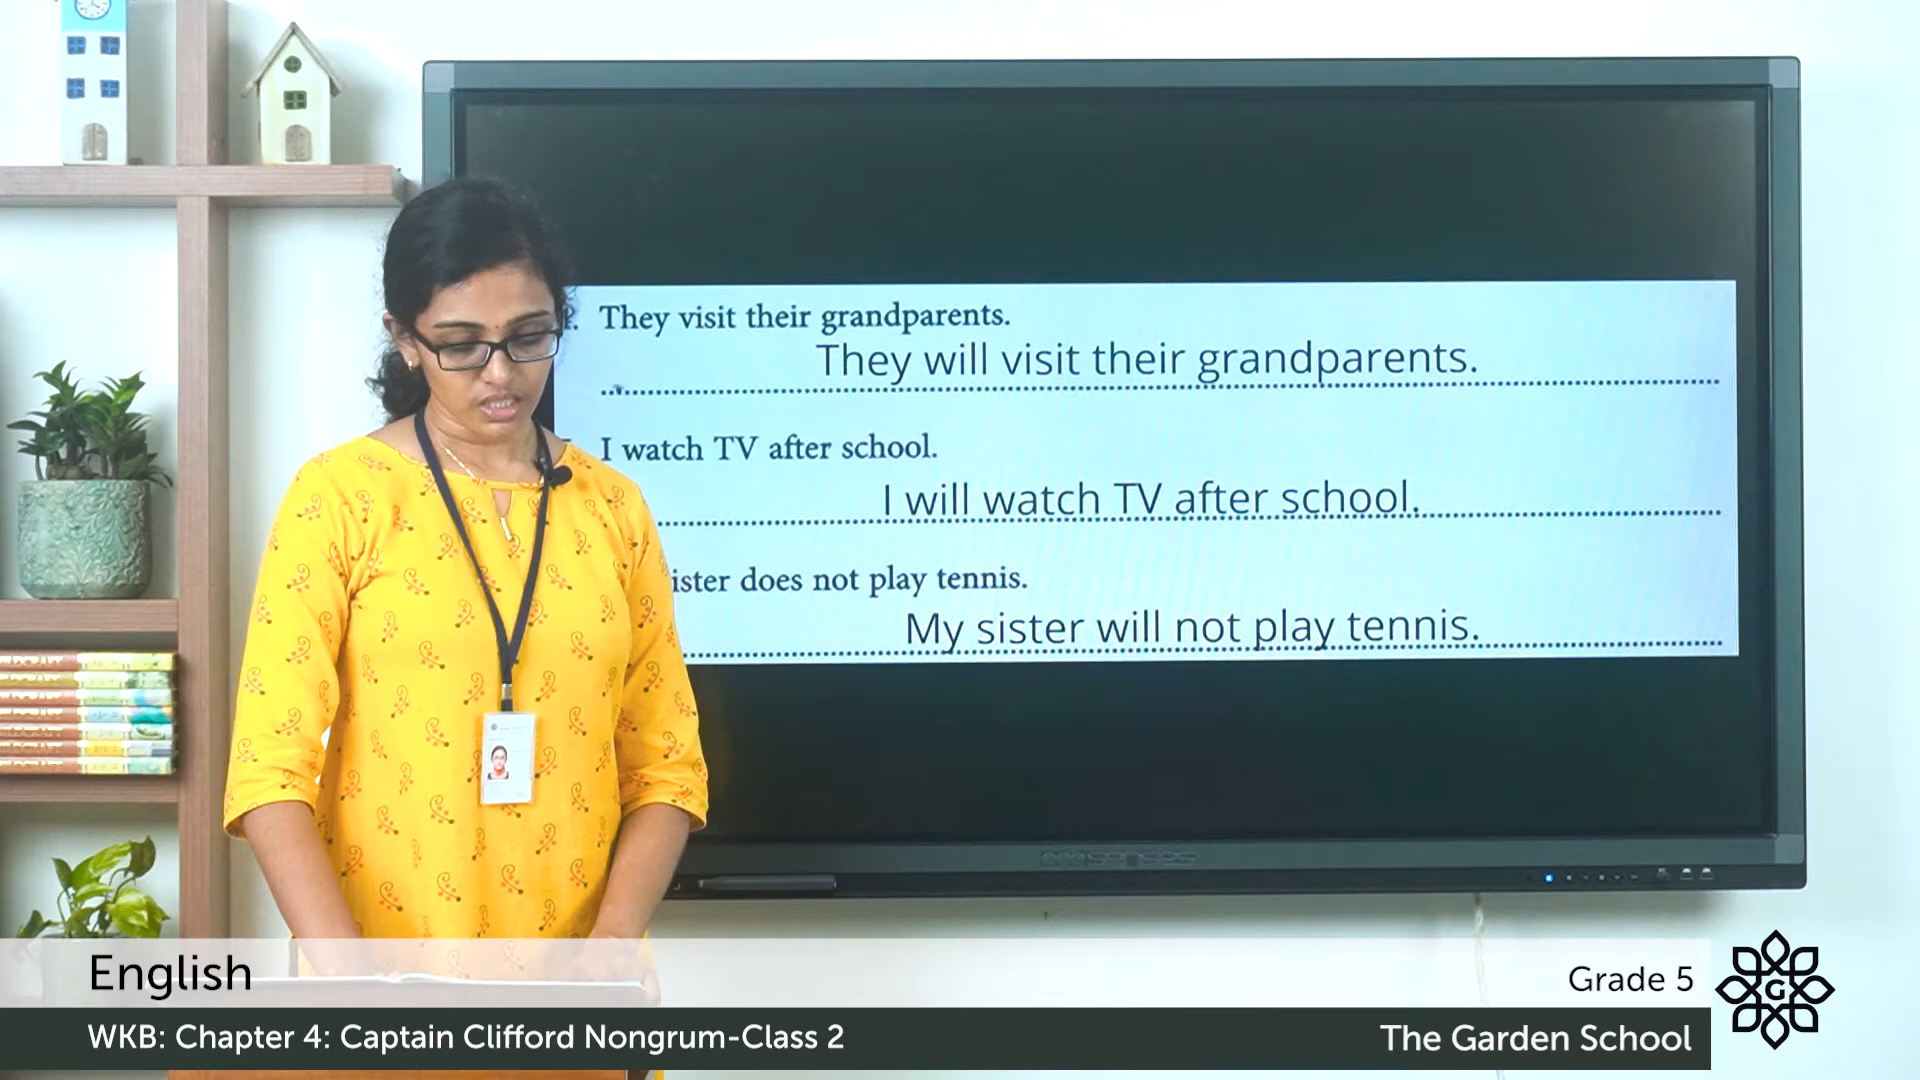 They visit their grandparents.
They will visit their grandparents.
I watch TV after school.
I will watch TV after school.
does not play tennis.
My sister will not play tennis.
English
Grade 5
WKB: Chapter 4: Captain Clifford Nongrum-Class 2
The Garden School
G